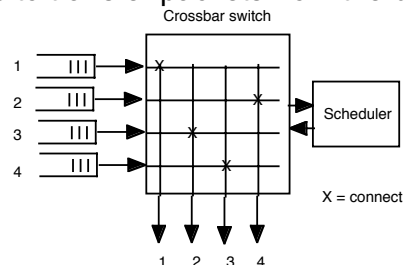 Crossbar switch
1
2
3
4
X
X
X
X
Scheduler
X = connect
1 2 3 4